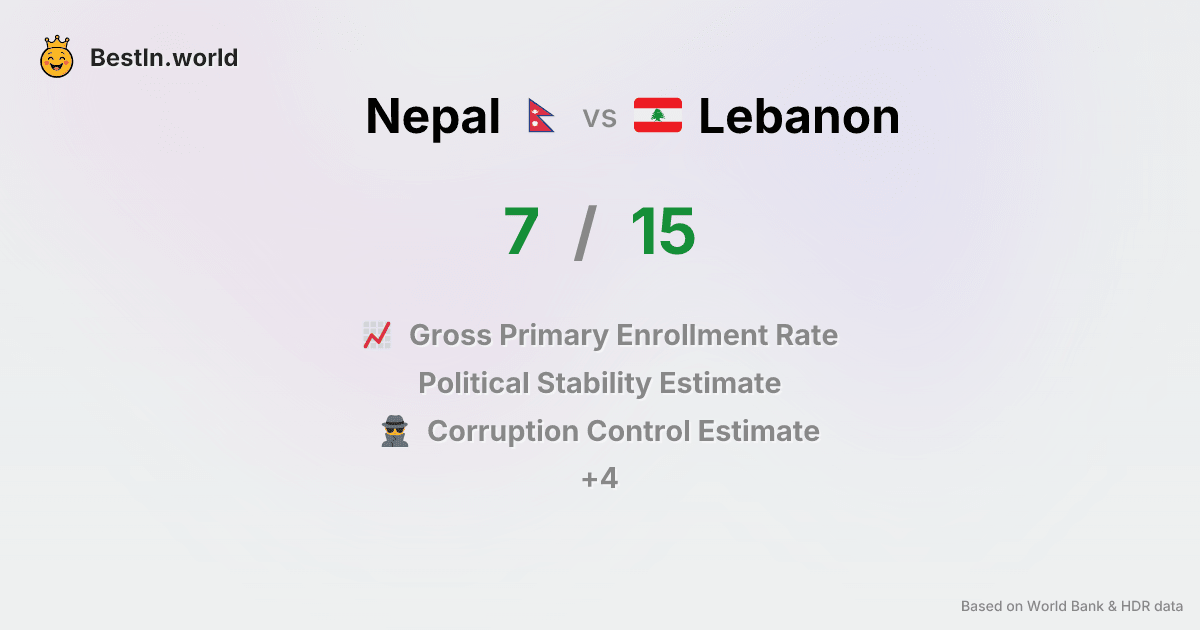 BestIn.world
Nepal vs Lebanon
7 / 15
Gross Primary Enrollment Rate
Political Stability Estimate
Corruption Control Estimate
+4
Based on World Bank & HDR data